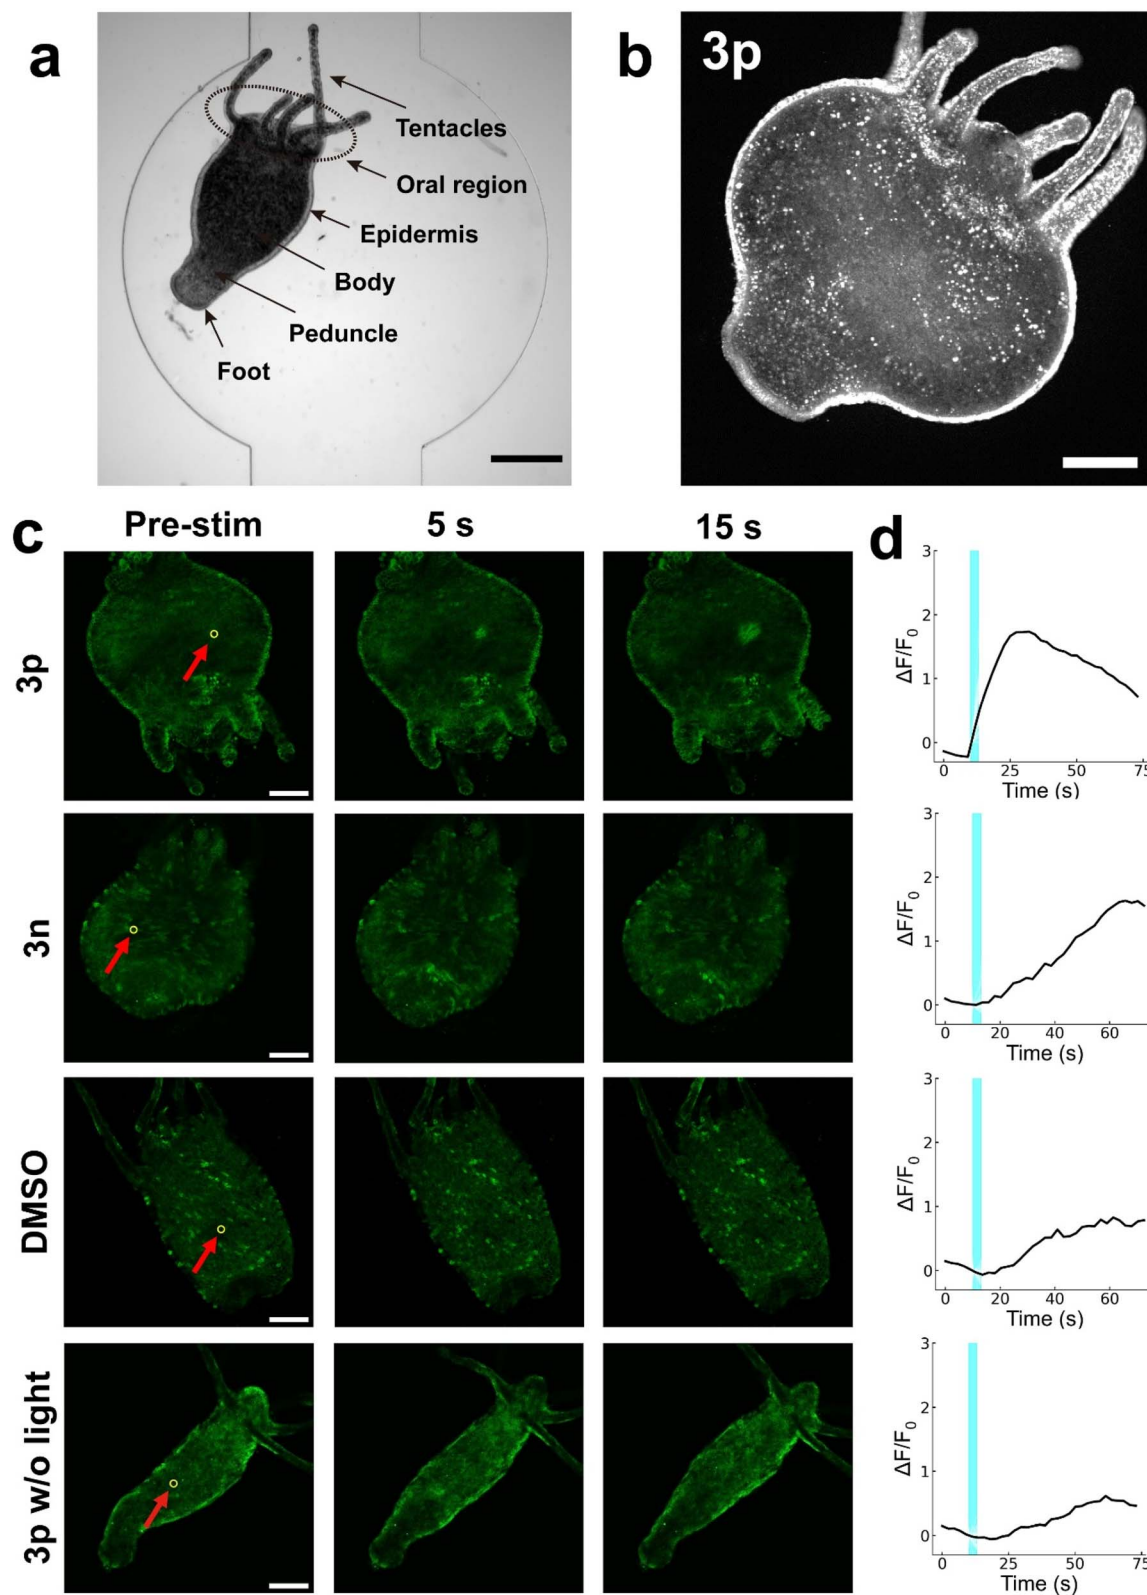 a
Tentacles
Oral region
Epidermis
Body
Peduncle
Foot
b
3p
c
Pre-stim
5 s
15 s
d
3p
3n
DMSO
3p w/o light
3
2
1
0
ΔF/F0
0
25
50
75
Time (s)
3
2
1
0
ΔF/F0
0
20
40
60
Time (s)
3
2
1
0
ΔF/F0
0
20
40
60
Time (s)
3
2
1
0
ΔF/F0
0
25
50
75
Time (s)